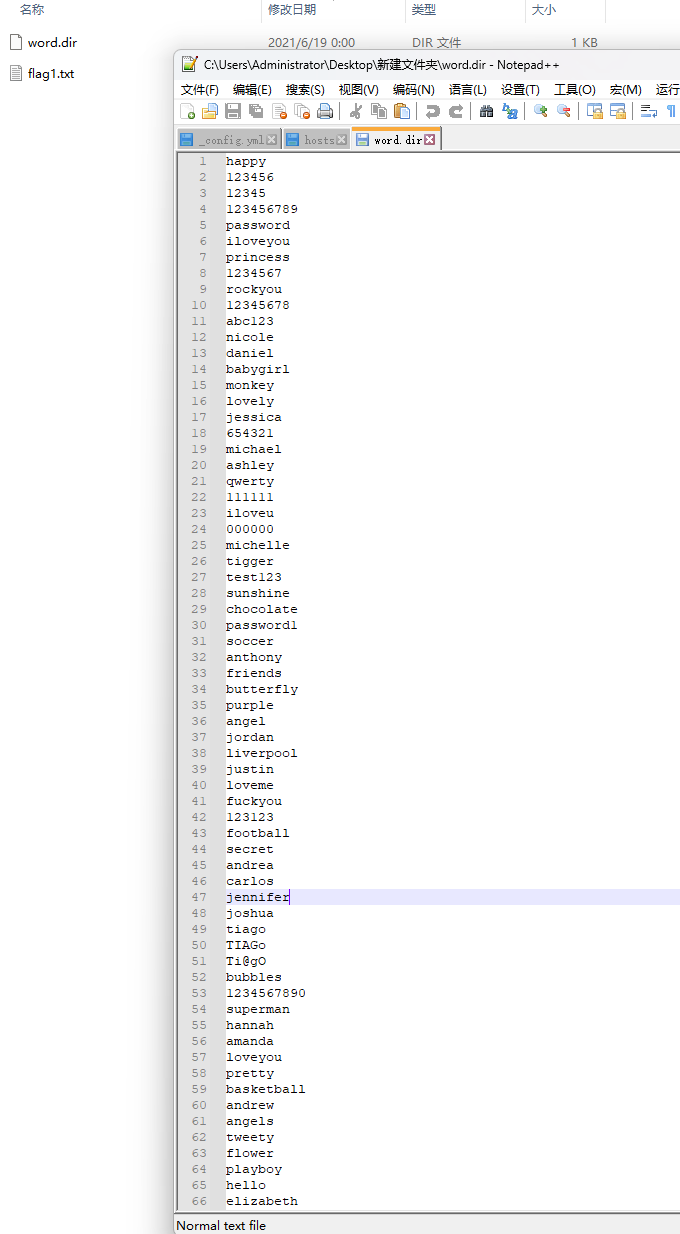 名称 修改日期 类型 大小
word.dir 2021/6/19 0:00 DIR 文件 1 KB
flag1.txt
C:\Users\Administrator\Desktop\新建文件夹\word.dir - Notepad++
文件(F) 编辑(E) 搜索(S) 视图(V) 编码(N) 语言(L) 设置(T) 工具(O) 宏(M) 运行
_config.yml hosts word.dir
1 happy
2 123456
3 12345
4 123456789
5 password
6 iloveyou
7 princess
8 1234567
9 rockyou
10 12345678
11 abc123
12 nicole
13 daniel
14 babygirl
15 monkey
16 lovely
17 jessica
18 654321
19 michael
20 ashley
21 qwerty
22 111111
23 iloveu
24 000000
25 michelle
26 tigger
27 test123
28 sunshine
29 chocolate
30 password1
31 soccer
32 anthony
33 friends
34 butterfly
35 purple
36 angel
37 jordan
38 liverpool
39 justin
40 loveme
41 fuckyou
42 123123
43 football
44 secret
45 andrea
46 carlos
47 jennifer
48 joshua
49 tiago
50 TIAGo
51 Ti@gO
52 bubbles
53 1234567890
54 superman
55 hannah
56 amanda
57 loveyou
58 pretty
59 basketball
60 andrew
61 angels
62 tweety
63 flower
64 playboy
65 hello
66 elizabeth
Normal text file